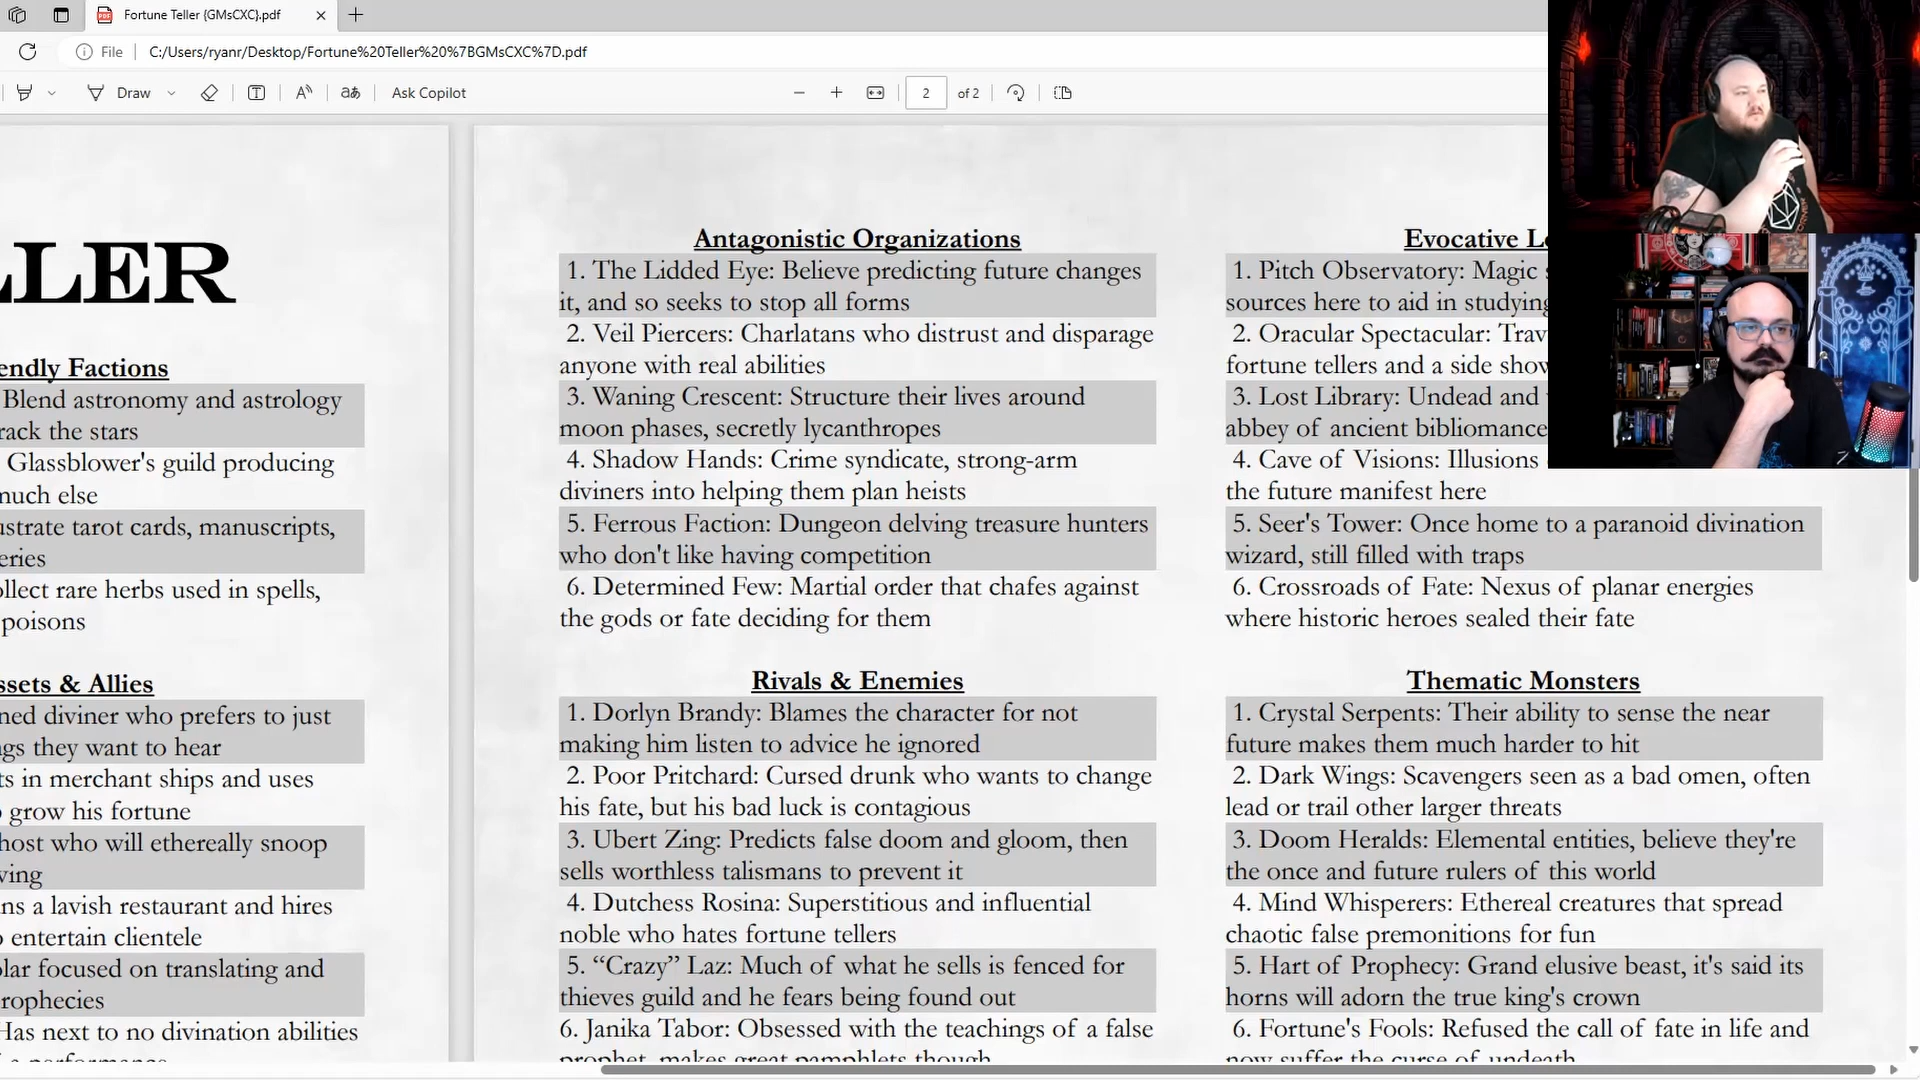 Fortune Teller {GMsCXC}.pdf
File
C:/Users/ryanr/Desktop/Fortune%20Teller%20%7BGMsCXC%7D.pdf
Draw
Ask Copilot
2
of 2
LLER
endly Factions
Blend astronomy and astrology
rack the stars
Glassblower's guild producing
much else
ustrate tarot cards, manuscripts,
eries
ollect rare herbs used in spells,
poisons
ssets & Allies
ned diviner who prefers to just
ngs they want to hear
ts in merchant ships and uses
o grow his fortune
host who will ethereally snoop
wing
ns a lavish restaurant and hires
o entertain clientele
olar focused on translating and
rophecies
Has next to no divination abilities
f a performance
Antagonistic Organizations
1. The Lidded Eye: Believe predicting future changes
it, and so seeks to stop all forms
2. Veil Piercers: Charlatans who distrust and disparage
anyone with real abilities
3. Waning Crescent: Structure their lives around
moon phases, secretly lycanthropes
4. Shadow Hands: Crime syndicate, strong-arm
diviners into helping them plan heists
5. Ferrous Faction: Dungeon delving treasure hunters
who don't like having competition
6. Determined Few: Martial order that chafes against
the gods or fate deciding for them
Rivals & Enemies
1. Dorlyn Brandy: Blames the character for not
making him listen to advice he ignored
2. Poor Pritchard: Cursed drunk who wants to change
his fate, but his bad luck is contagious
3. Ubert Zing: Predicts false doom and gloom, then
sells worthless talismans to prevent it
4. Dutchess Rosina: Superstitious and influential
noble who hates fortune tellers
5. “Crazy” Laz: Much of what he sells is fenced for
thieves guild and he fears being found out
6. Janika Tabor: Obsessed with the teachings of a false
prophet, makes great pamphlets though
Evocative Lo
1. Pitch Observatory: Magic
sources here to aid in studying
2. Oracular Spectacular: Trav
fortune tellers and a side show
3. Lost Library: Undead and
abbey of ancient bibliomance
4. Cave of Visions: Illusions
the future manifest here
5. Seer's Tower: Once home to a paranoid divination
wizard, still filled with traps
6. Crossroads of Fate: Nexus of planar energies
where historic heroes sealed their fate
Thematic Monsters
1. Crystal Serpents: Their ability to sense the near
future makes them much harder to hit
2. Dark Wings: Scavengers seen as a bad omen, often
lead or trail other larger threats
3. Doom Heralds: Elemental entities, believe they're
the once and future rulers of this world
4. Mind Whisperers: Ethereal creatures that spread
chaotic false premonitions for fun
5. Hart of Prophecy: Grand elusive beast, it's said its
horns will adorn the true king's crown
6. Fortune's Fools: Refused the call of fate in life and
now suffer the curse of undeath